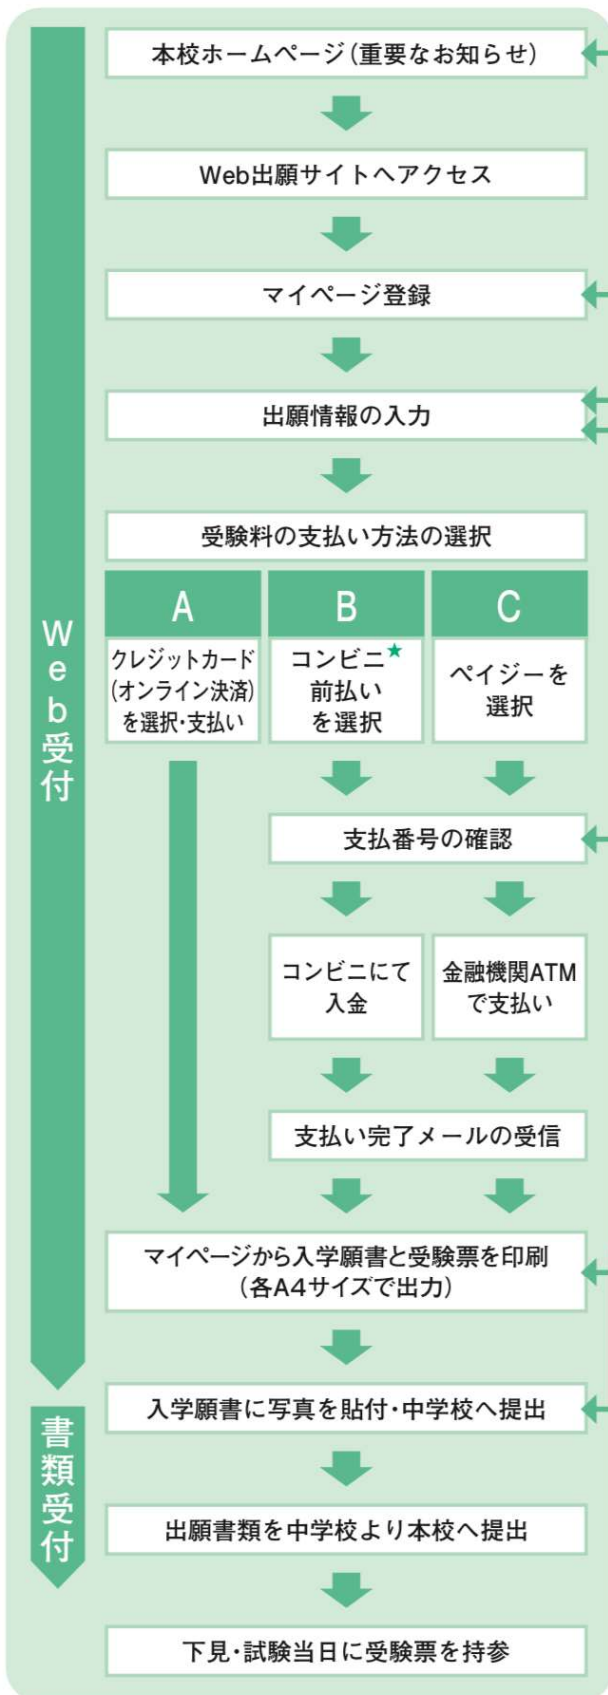 本校ホームページ(重要なお知らせ)
Web出願サイトへアクセス
マイページ登録
出願情報の入力
受験料の支払い方法の選択
A
クレジットカード
(オンライン決済)
を選択・支払い
B
コンビニ★
前払い
を選択
C
ペイジーを
選択
支払番号の確認
コンビニにて
入金
金融機関ATM
で支払い
支払い完了メールの受信
マイページから入学願書と受験票を印刷
(各A4サイズで出力)
入学願書に写真を貼付・中学校へ提出
出願書類を中学校より本校へ提出
下見・試験当日に受験票を持参
Web受付
書類受付